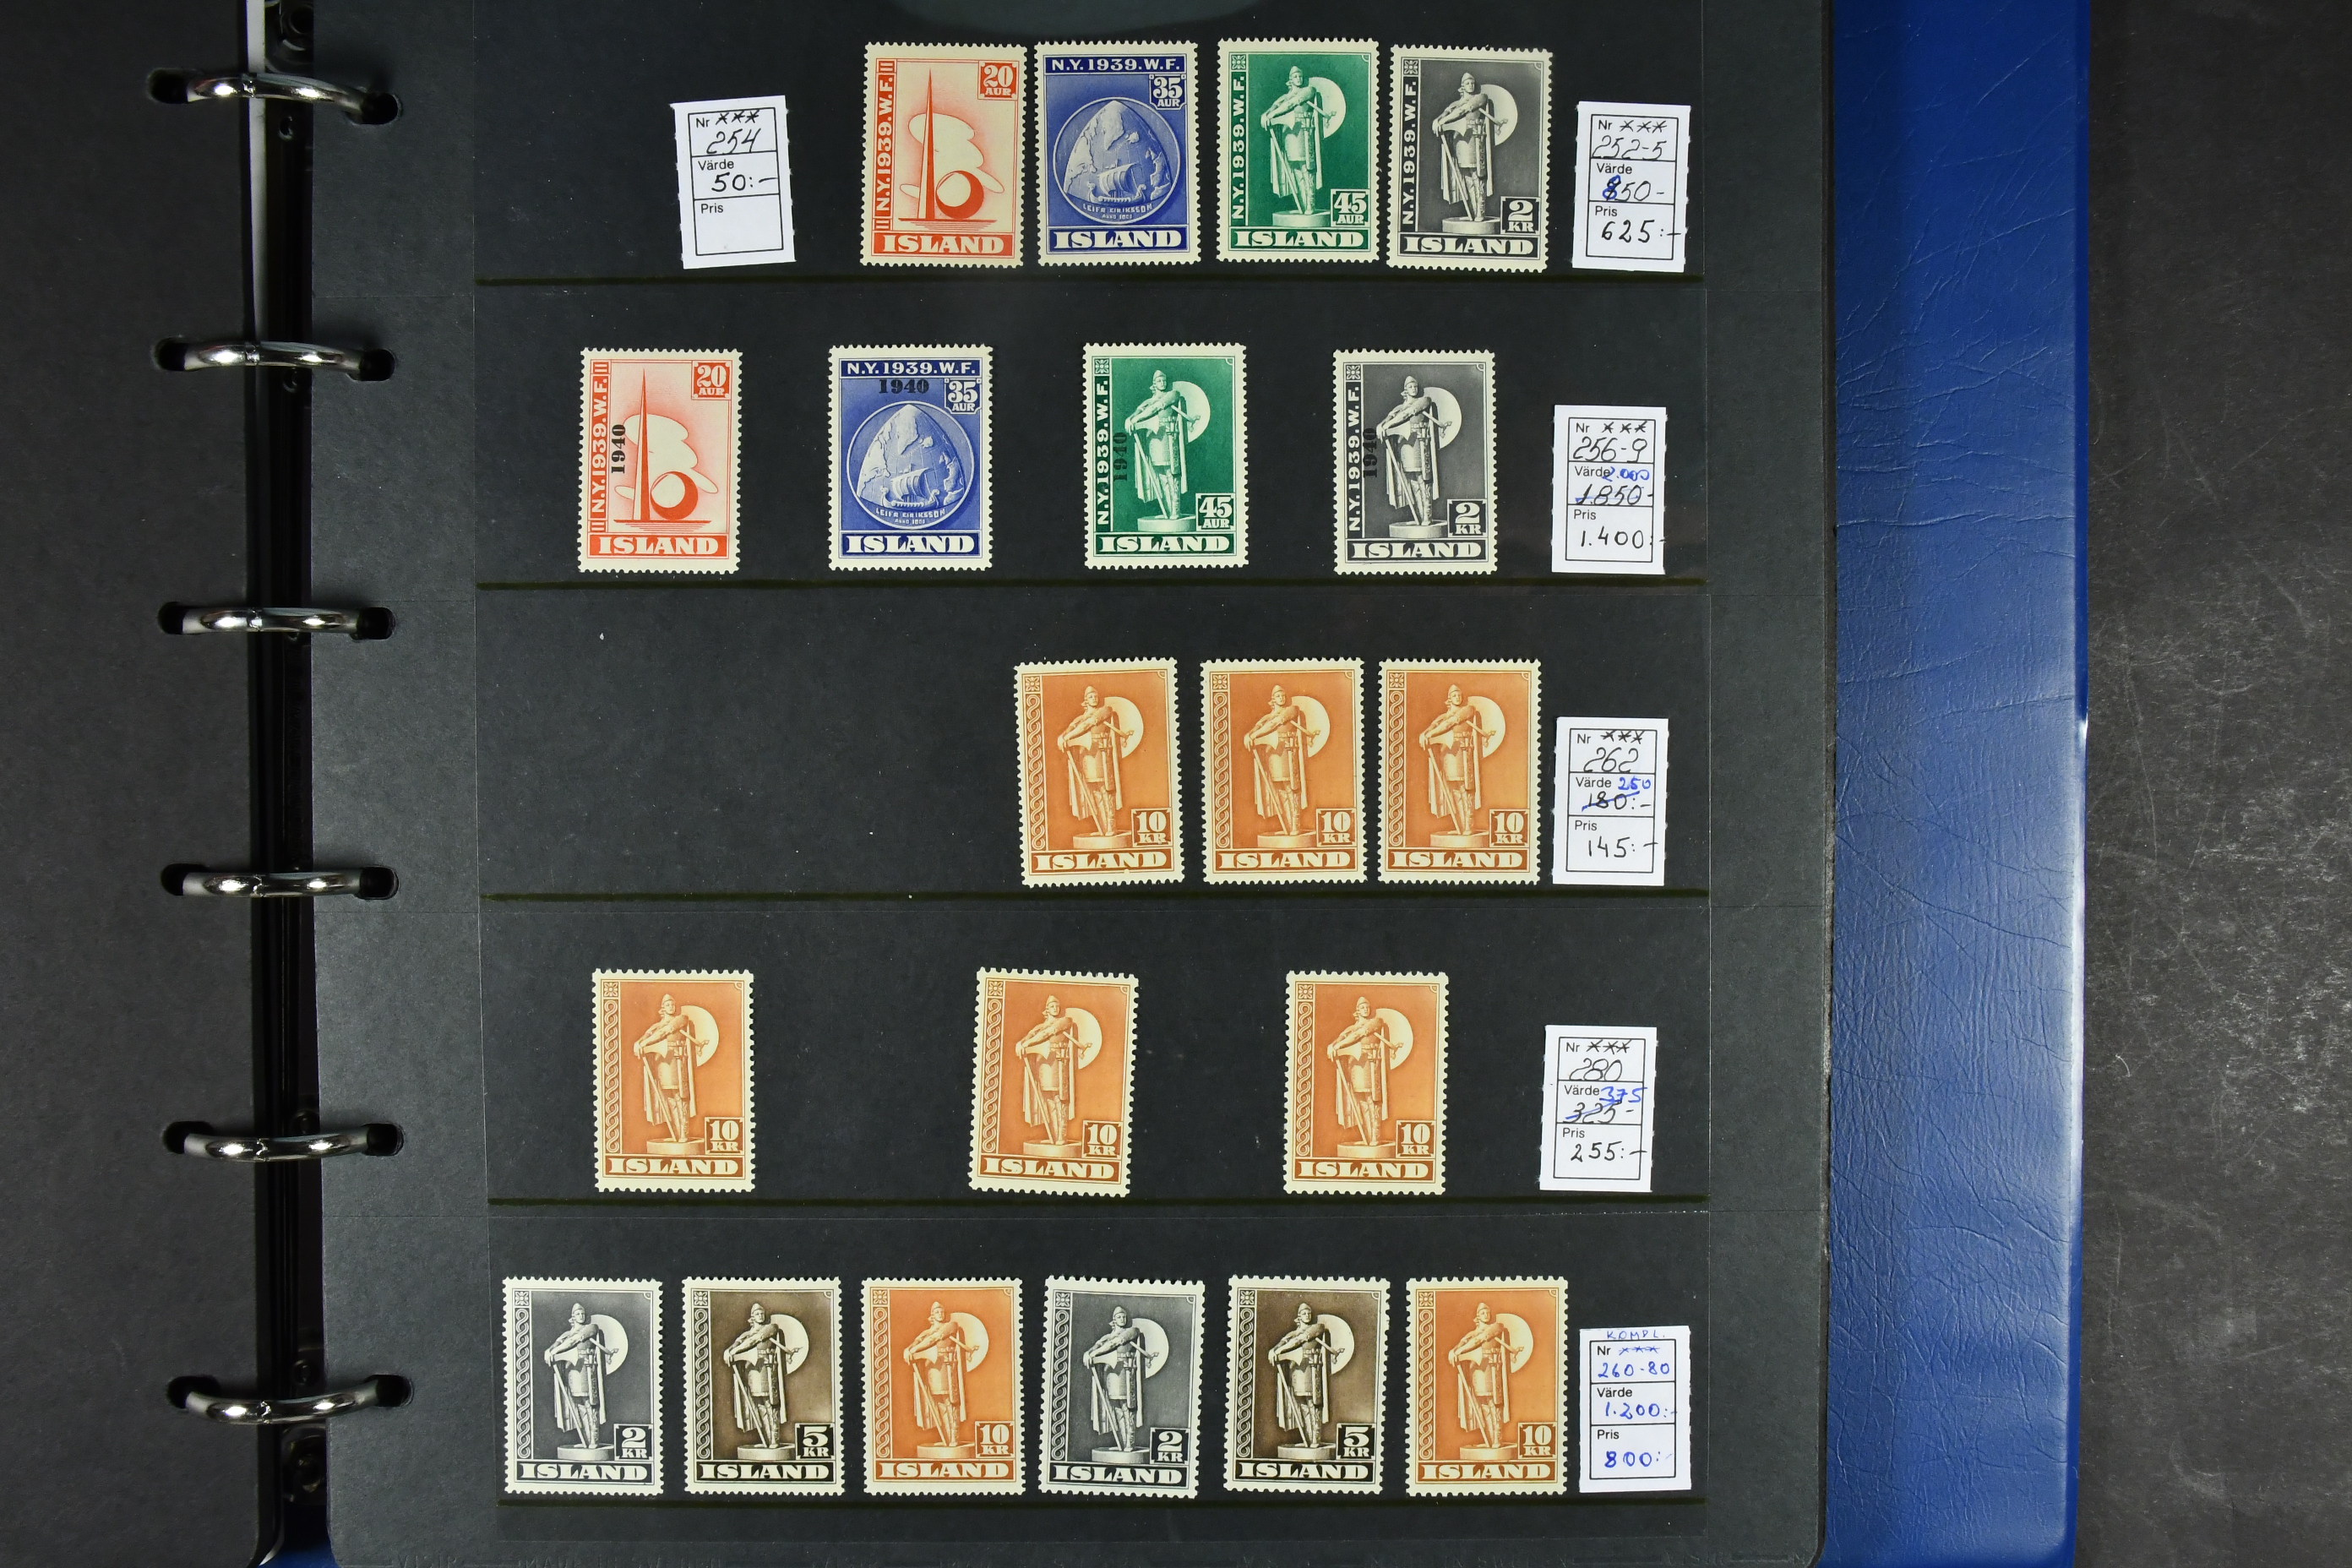 Nr ***
254
Värde
50:-
Pris
N.Y.1939.W.F.
20
AUR
ISLAND
N.Y.1939.W.F.
35
AUR
LEIFR EIRIKSSON
ISLAND
N.Y.1939.W.F.
45
AUR
ISLAND
N.Y.1939.W.F.
2
KR
ISLAND
Nr ***
252-5
Värde
850-
Pris
625:-
N.Y.1939.W.F.
1940
20
AUR
ISLAND
N.Y.1939.W.F.
1940
35
AUR
LEIFR EIRIKSSON
ISLAND
N.Y.1939.W.F.
1940
45
AUR
ISLAND
N.Y.1939.W.F.
1940
2
KR
ISLAND
Nr ***
256-9
Värde 2.000
1.850-
Pris
1.400:-
10
KR
ISLAND
10
KR
ISLAND
10
KR
ISLAND
Nr ***
262
Värde 250
180:-
Pris
145:-
10
KR
ISLAND
10
KR
ISLAND
10
KR
ISLAND
Nr ***
280
Värde 375
325-
Pris
255:-
2
KR
ISLAND
5
KR
ISLAND
10
KR
ISLAND
2
KR
ISLAND
5
KR
ISLAND
10
KR
ISLAND
KOMPL.
Nr ***
260-80
Värde
1.200:-
Pris
800:-